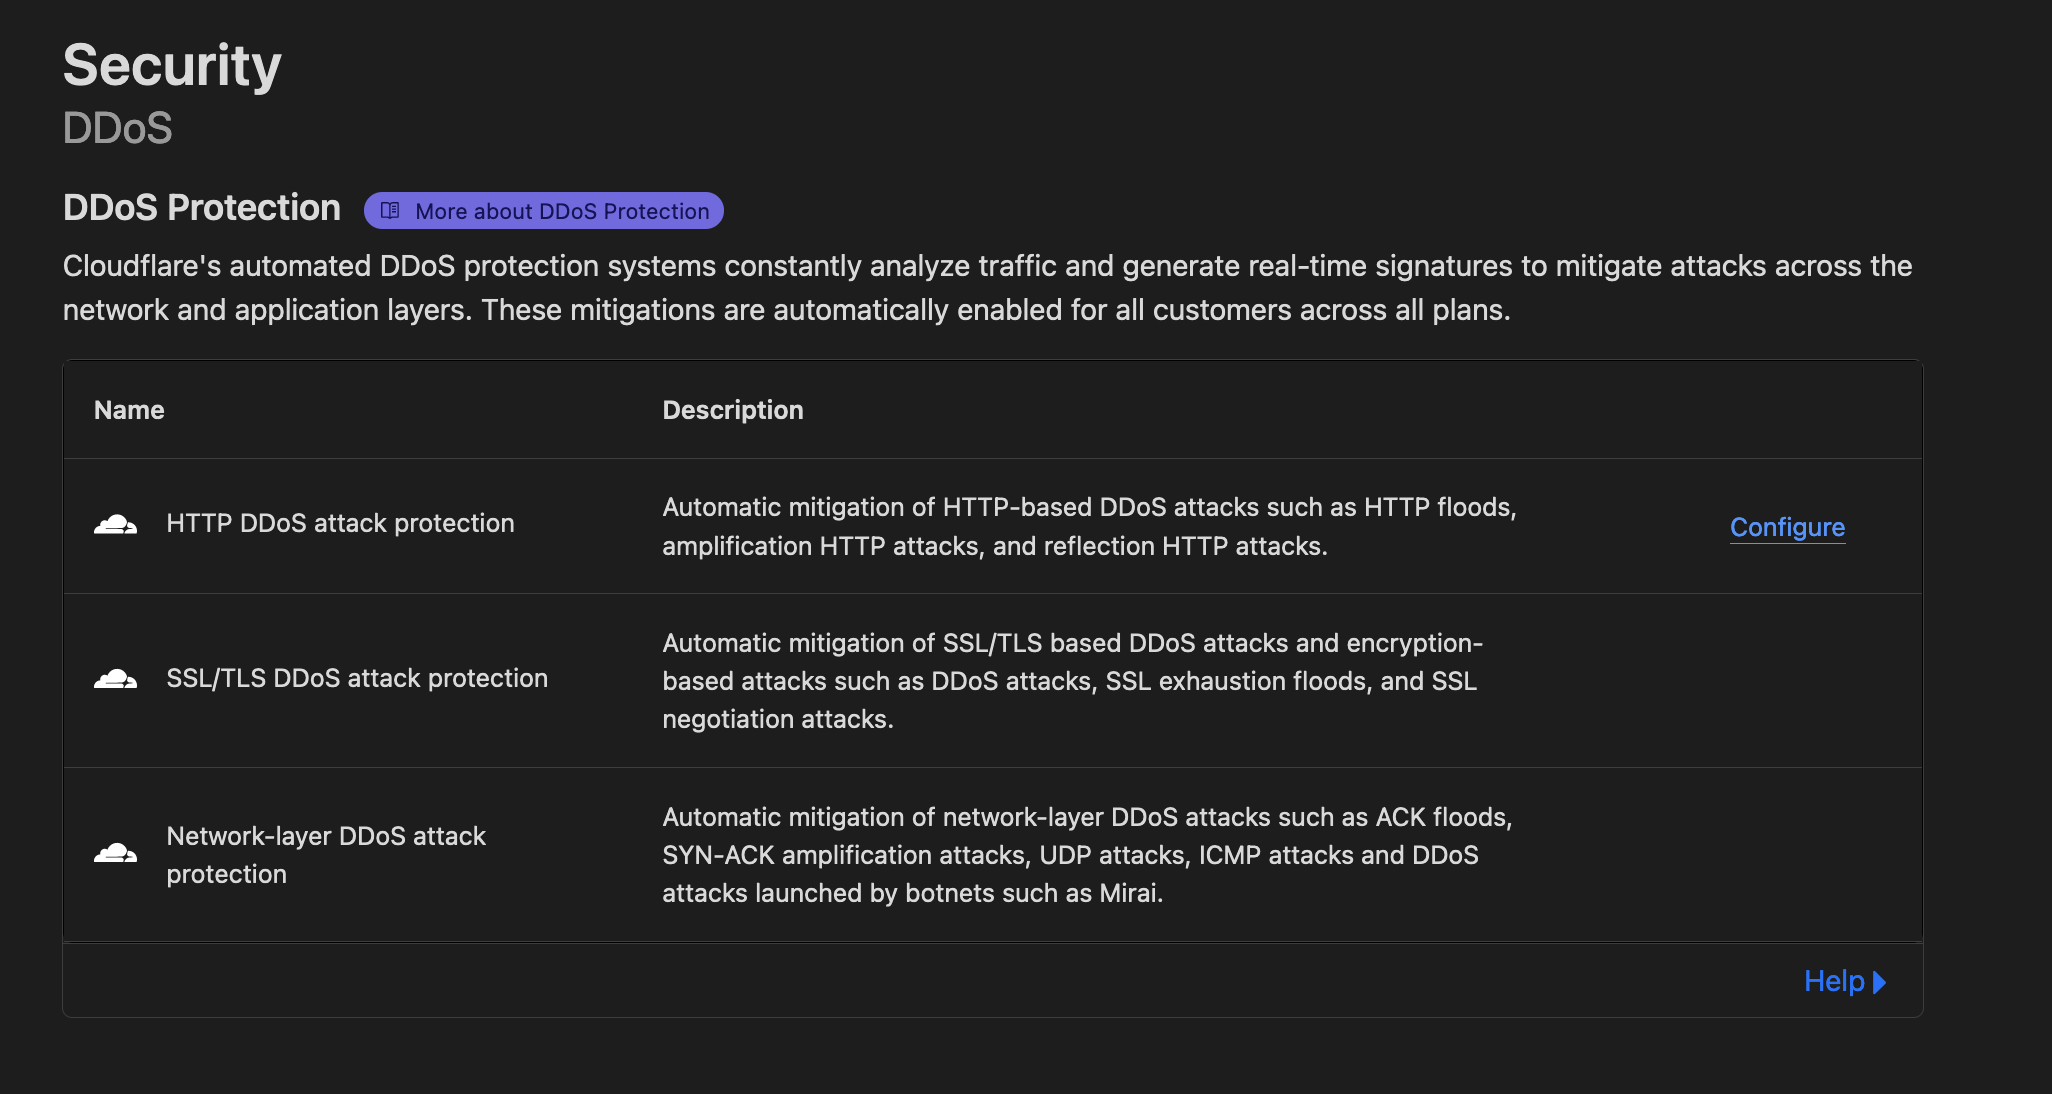 Security
DDoS
DDoS Protection
More about DDoS Protection
Cloudflare's automated DDoS protection systems constantly analyze traffic and generate real-time signatures to mitigate attacks across the
network and application layers. These mitigations are automatically enabled for all customers across all plans.
Name
Description
HTTP DDoS attack protection
Automatic mitigation of HTTP-based DDoS attacks such as HTTP floods,
amplification HTTP attacks, and reflection HTTP attacks.
Configure
SSL/TLS DDoS attack protection
Automatic mitigation of SSL/TLS based DDoS attacks and encryption-
based attacks such as DDoS attacks, SSL exhaustion floods, and SSL
negotiation attacks.
Network-layer DDoS attack
protection
Automatic mitigation of network-layer DDoS attacks such as ACK floods,
SYN-ACK amplification attacks, UDP attacks, ICMP attacks and DDoS
attacks launched by botnets such as Mirai.
Help